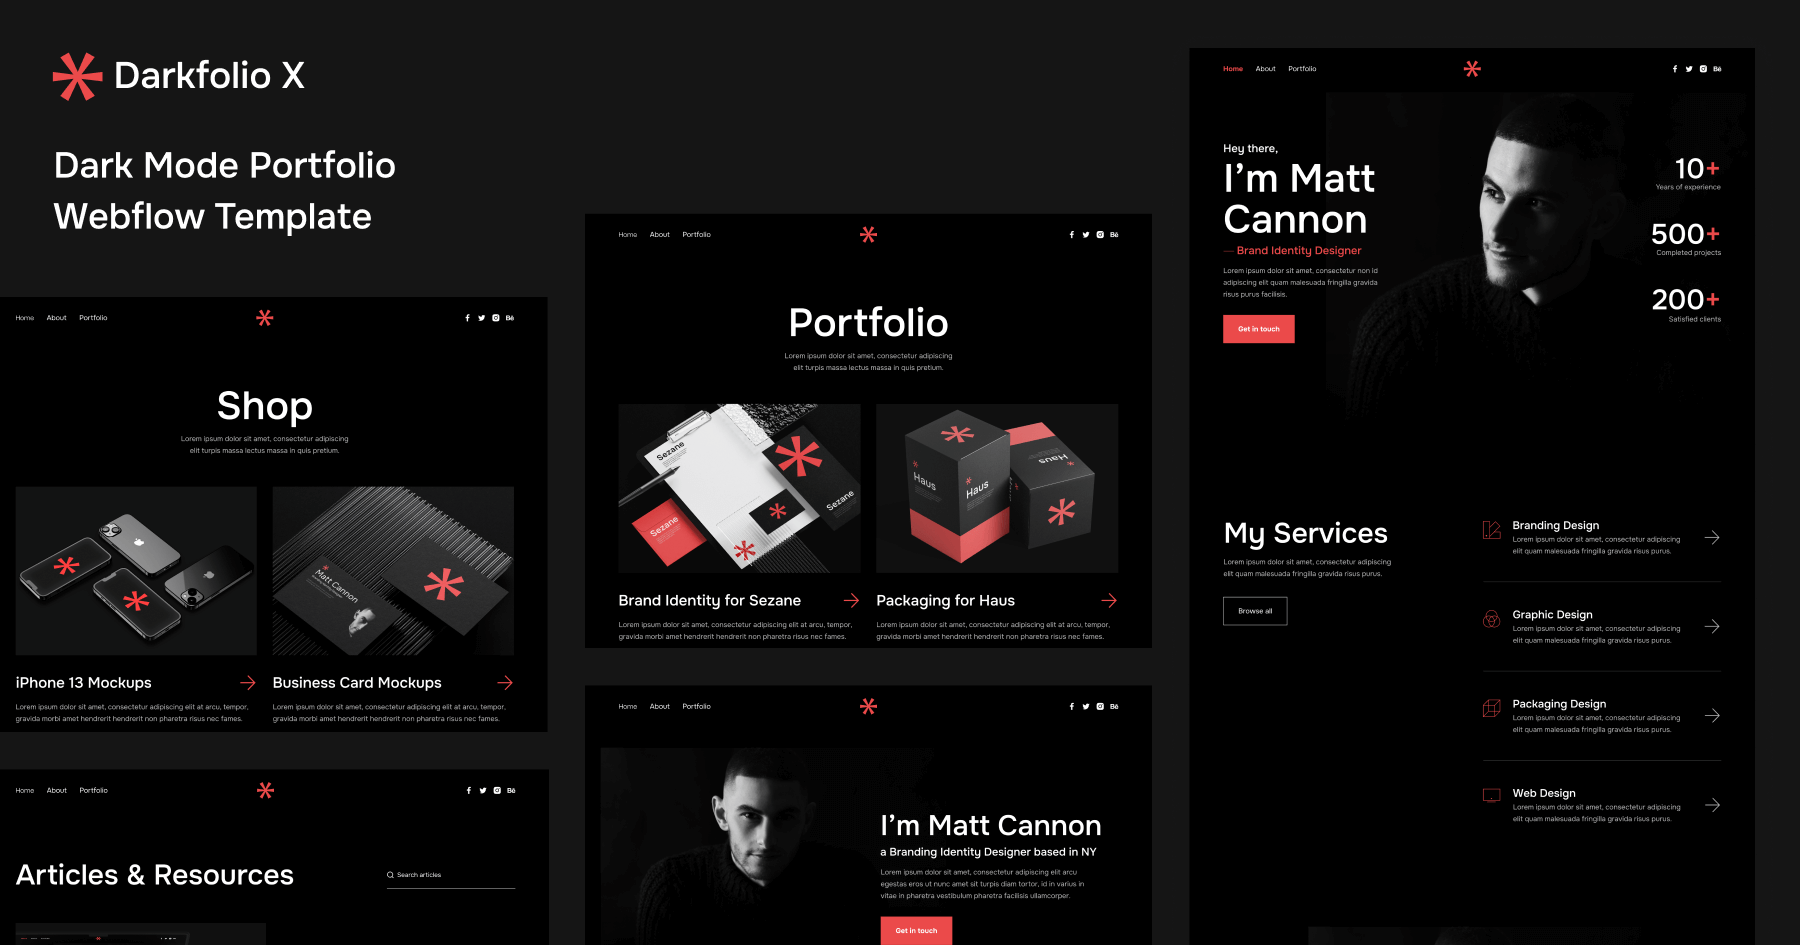 Darkfolio X
Dark Mode Portfolio
Webflow Template
Home About Portfolio
Bē
Shop
Lorem ipsum dolor sit amet, consectetur adipiscing
elit turpis massa lectus massa in quis pretium.
Matt Cannon
iPhone 13 Mockups
Lorem ipsum dolor sit amet, consectetur adipiscing elit at arcu, tempor,
gravida morbi amet hendrerit hendrerit non pharetra risus nec fames.
Business Card Mockups
Lorem ipsum dolor sit amet, consectetur adipiscing elit at arcu, tempor,
gravida morbi amet hendrerit hendrerit non pharetra risus nec fames.
Home About Portfolio
Bē
Articles & Resources
Search articles
Home About Portfolio
Bē
Portfolio
Lorem ipsum dolor sit amet, consectetur adipiscing
elit turpis massa lectus massa in quis pretium.
Sezane
Sezane
Sezane
Haus
Haus
Haus
Brand Identity for Sezane
Lorem ipsum dolor sit amet, consectetur adipiscing elit at arcu, tempor,
gravida morbi amet hendrerit hendrerit non pharetra risus nec fames.
Packaging for Haus
Lorem ipsum dolor sit amet, consectetur adipiscing elit at arcu, tempor,
gravida morbi amet hendrerit hendrerit non pharetra risus nec fames.
Home About Portfolio
Bē
I'm Matt Cannon
a Branding Identity Designer based in NY
Lorem ipsum dolor sit amet, consectetur adipiscing elit arcu
egestas eros ut nunc amet sit turpis diam tortor, id in varius in
vitae in pharetra vestibulum pharetra facilisis ullamcorper.
Get in touch
Home About Portfolio
Bē
Hey there,
I'm Matt
Cannon
— Brand Identity Designer
Lorem ipsum dolor sit amet, consectetur non id
adipiscing elit quam malesuada fringilla gravida
risus purus facilisis.
Get in touch
10+
Years of experience
500+
Completed projects
200+
Satisfied clients
My Services
Lorem ipsum dolor sit amet, consectetur adipiscing
elit quam malesuada fringilla gravida risus purus.
Browse all
Branding Design
Lorem ipsum dolor sit amet, consectetur adipiscing
elit quam malesuada fringilla gravida risus purus.
Graphic Design
Lorem ipsum dolor sit amet, consectetur adipiscing
elit quam malesuada fringilla gravida risus purus.
Packaging Design
Lorem ipsum dolor sit amet, consectetur adipiscing
elit quam malesuada fringilla gravida risus purus.
Web Design
Lorem ipsum dolor sit amet, consectetur adipiscing
elit quam malesuada fringilla gravida risus purus.